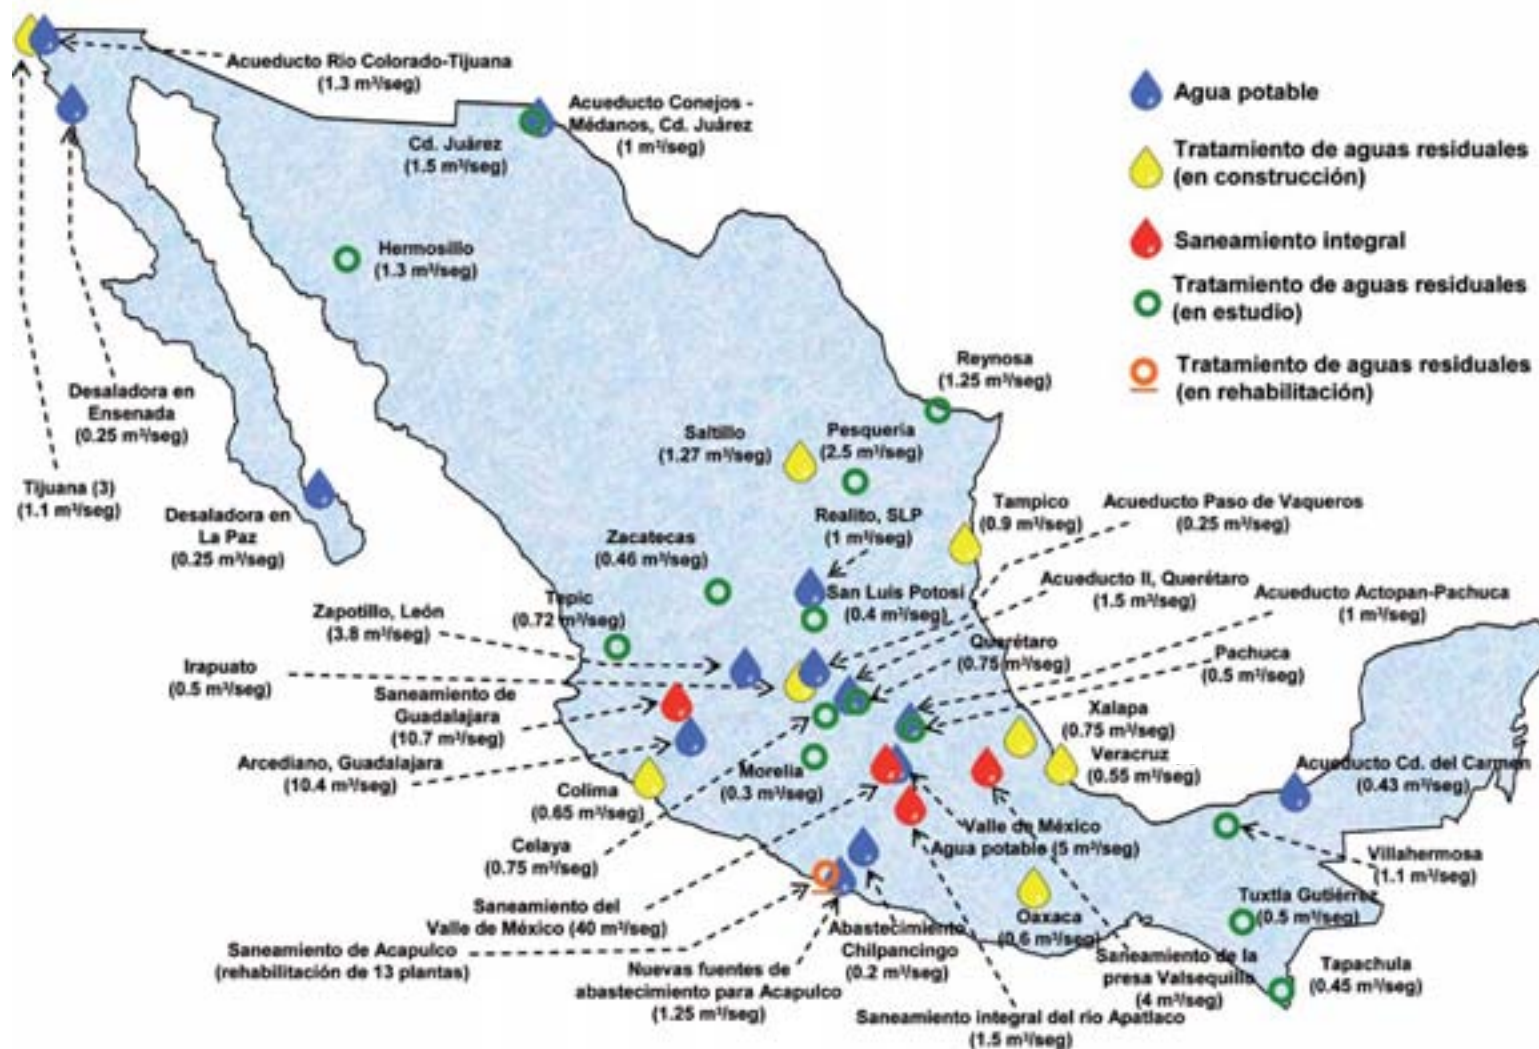 Acueducto Rio Colorado-Tijuana
(1.3 m³/seg)
Acueducto Conejos -
Médanos, Cd. Juárez
(1 m³/seg)
Cd. Juárez
(1.5 m³/seg)
Hermosillo
(1.3 m³/seg)
Agua potable
Tratamiento de aguas residuales
(en construcción)
Saneamiento integral
Tratamiento de aguas residuales
(en estudio)
Tratamiento de aguas residuales
(en rehabilitación)
Reynosa
(1.25 m³/seg)
Desaladora en
Ensenada
(0.25 m³/seg)
Saltillo
(1.27 m³/seg)
Pesquería
(2.5 m³/seg)
Tijuana (3)
(1.1 m³/seg)
Desaladora en
La Paz
(0.25 m³/seg)
Realito, SLP
(1 m³/seg)
Tampico
(0.9 m³/seg)
Acueducto Paso de Vaqueros
(0.25 m³/seg)
Zacatecas
(0.46 m³/seg)
Tepic
(0.72 m³/seg)
San Luis Potosí
(0.4 m³/seg)
Acueducto II, Querétaro
(1.5 m³/seg)
Acueducto Actopan-Pachuca
(1 m³/seg)
Zapotillo, León
(3.8 m³/seg)
Querétaro
(0.75 m³/seg)
Pachuca
(0.5 m³/seg)
Irapuato
(0.5 m³/seg)
Saneamiento de
Guadalajara
(10.7 m³/seg)
Xalapa
(0.75 m³/seg)
Veracruz
(0.55 m³/seg)
Arcediano, Guadalajara
(10.4 m³/seg)
Colima
(0.65 m³/seg)
Morelia
(0.3 m³/seg)
Acueducto Cd. del Carmen
(0.43 m³/seg)
Celaya
(0.75 m³/seg)
Valle de México
Agua potable (5 m³/seg)
Villahermosa
(1.1 m³/seg)
Saneamiento del
Valle de México (40 m³/seg)
Oaxaca
(0.6 m³/seg)
Tuxtla Gutiérrez
(0.5 m³/seg)
Saneamiento de Acapulco
(rehabilitación de 13 plantas)
Nuevas fuentes de
abastecimiento para Acapulco
(1.25 m³/seg)
Abastecimiento
Chilpancingo
(0.2 m³/seg)
Saneamiento de la
presa Valsequillo
(4 m³/seg)
Tapachula
(0.45 m³/seg)
Saneamiento integral del río Apatlaco
(1.5 m³/seg)